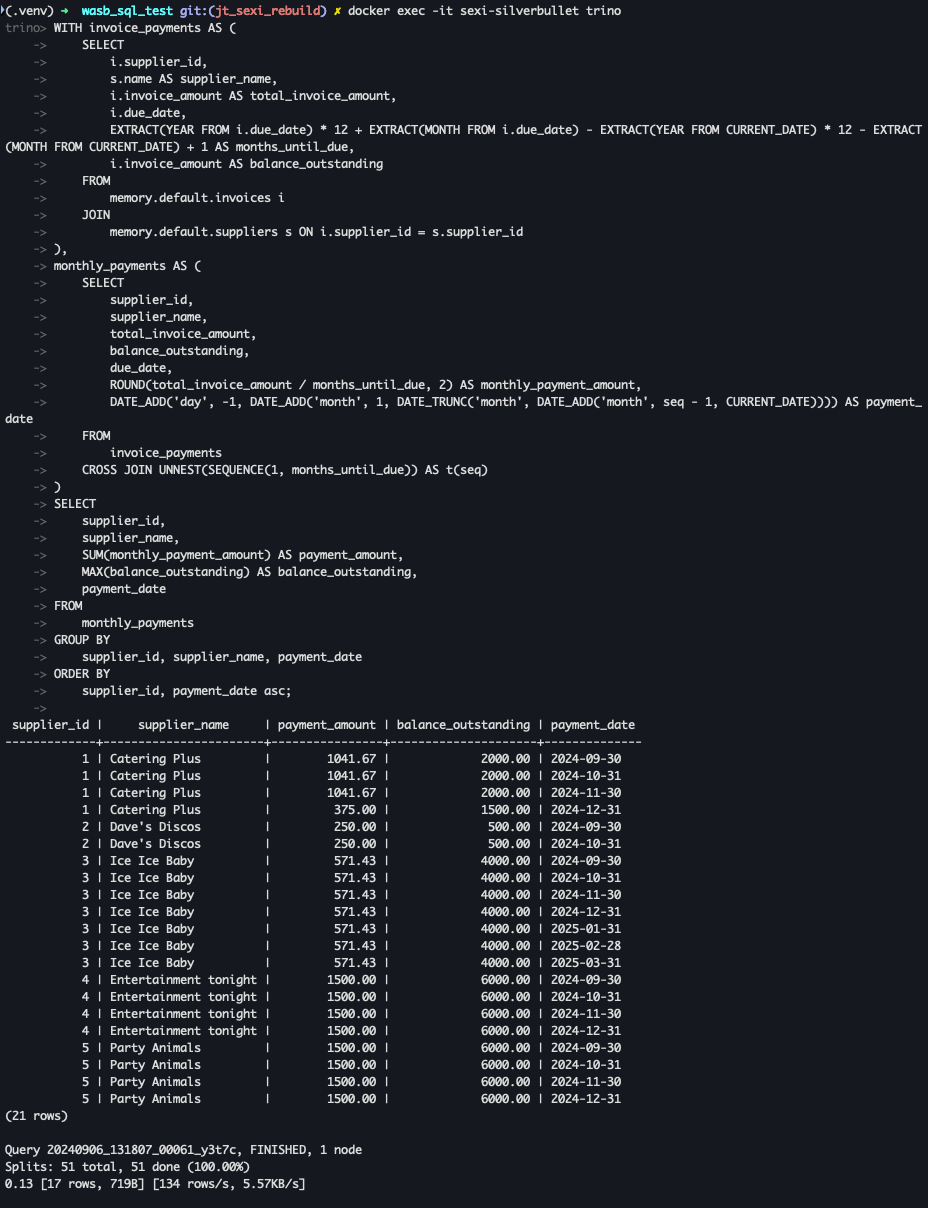 (.venv) → wasb_sql_test git:(jt_sexi_rebuild) ✗ docker exec -it sexi-silverbullet trino
trino> WITH invoice_payments AS (
    ->     SELECT
    ->         i.supplier_id,
    ->         s.name AS supplier_name,
    ->         i.invoice_amount AS total_invoice_amount,
    ->         i.due_date,
    ->         EXTRACT(YEAR FROM i.due_date) * 12 + EXTRACT(MONTH FROM i.due_date) - EXTRACT(YEAR FROM CURRENT_DATE) * 12 - EXTRACT
(MONTH FROM CURRENT_DATE) + 1 AS months_until_due,
    ->         i.invoice_amount AS balance_outstanding
    ->     FROM
    ->         memory.default.invoices i
    ->     JOIN
    ->         memory.default.suppliers s ON i.supplier_id = s.supplier_id
    -> ),
    -> monthly_payments AS (
    ->     SELECT
    ->         supplier_id,
    ->         supplier_name,
    ->         total_invoice_amount,
    ->         balance_outstanding,
    ->         due_date,
    ->         ROUND(total_invoice_amount / months_until_due, 2) AS monthly_payment_amount,
    ->         DATE_ADD('day', -1, DATE_ADD('month', 1, DATE_TRUNC('month', DATE_ADD('month', seq - 1, CURRENT_DATE)))) AS payment_
date
    ->     FROM
    ->         invoice_payments
    ->     CROSS JOIN UNNEST(SEQUENCE(1, months_until_due)) AS t(seq)
    -> )
    -> SELECT
    ->     supplier_id,
    ->     supplier_name,
    ->     SUM(monthly_payment_amount) AS payment_amount,
    ->     MAX(balance_outstanding) AS balance_outstanding,
    ->     payment_date
    -> FROM
    ->     monthly_payments
    -> GROUP BY
    ->     supplier_id, supplier_name, payment_date
    -> ORDER BY
    ->     supplier_id, payment_date asc;
    ->
 supplier_id |     supplier_name     | payment_amount | balance_outstanding | payment_date
-------------+-----------------------+----------------+---------------------+--------------
           1 | Catering Plus         |        1041.67 |             2000.00 | 2024-09-30
           1 | Catering Plus         |        1041.67 |             2000.00 | 2024-10-31
           1 | Catering Plus         |        1041.67 |             2000.00 | 2024-11-30
           1 | Catering Plus         |         375.00 |             1500.00 | 2024-12-31
           2 | Dave's Discos         |         250.00 |              500.00 | 2024-09-30
           2 | Dave's Discos         |         250.00 |              500.00 | 2024-10-31
           3 | Ice Ice Baby          |         571.43 |             4000.00 | 2024-09-30
           3 | Ice Ice Baby          |         571.43 |             4000.00 | 2024-10-31
           3 | Ice Ice Baby          |         571.43 |             4000.00 | 2024-11-30
           3 | Ice Ice Baby          |         571.43 |             4000.00 | 2024-12-31
           3 | Ice Ice Baby          |         571.43 |             4000.00 | 2025-01-31
           3 | Ice Ice Baby          |         571.43 |             4000.00 | 2025-02-28
           3 | Ice Ice Baby          |         571.43 |             4000.00 | 2025-03-31
           4 | Entertainment tonight |        1500.00 |             6000.00 | 2024-09-30
           4 | Entertainment tonight |        1500.00 |             6000.00 | 2024-10-31
           4 | Entertainment tonight |        1500.00 |             6000.00 | 2024-11-30
           4 | Entertainment tonight |        1500.00 |             6000.00 | 2024-12-31
           5 | Party Animals         |        1500.00 |             6000.00 | 2024-09-30
           5 | Party Animals         |        1500.00 |             6000.00 | 2024-10-31
           5 | Party Animals         |        1500.00 |             6000.00 | 2024-11-30
           5 | Party Animals         |        1500.00 |             6000.00 | 2024-12-31
(21 rows)

Query 20240906_131807_00061_y3t7c, FINISHED, 1 node
Splits: 51 total, 51 done (100.00%)
0.13 [17 rows, 719B] [134 rows/s, 5.57KB/s]